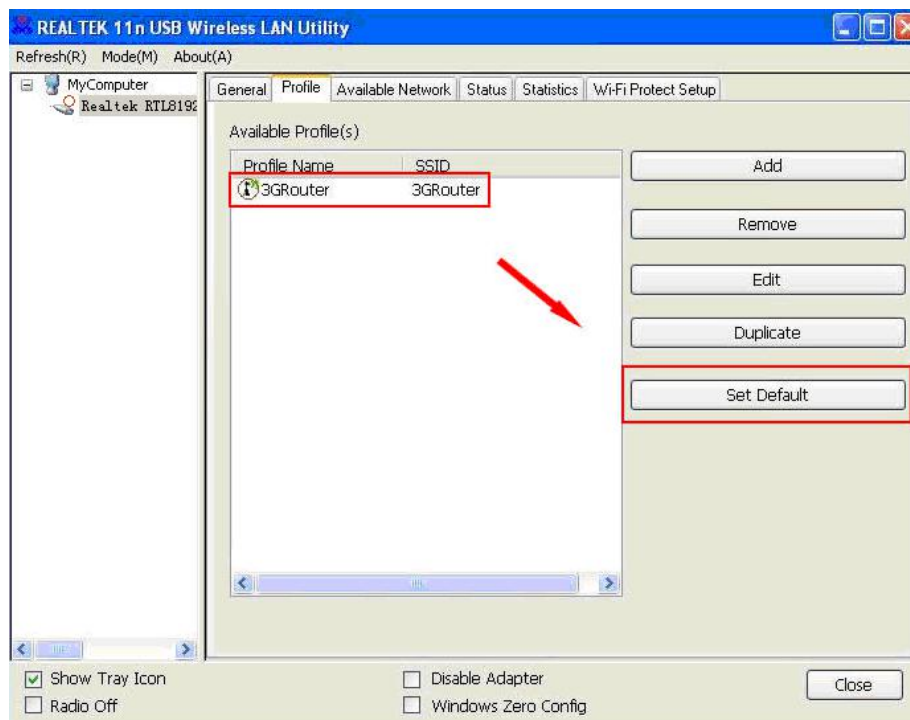 REALTEK 11n USB Wireless LAN Utility
Refresh(R) Mode(M) About(A)
MyComputer
Realtek RTL8192
General Profile Available Network Status Statistics Wi-Fi Protect Setup
Available Profile(s)
Profile Name SSID
3GRouter 3GRouter
Add
Remove
Edit
Duplicate
Set Default
Show Tray Icon
Radio Off
Disable Adapter
Windows Zero Config
Close